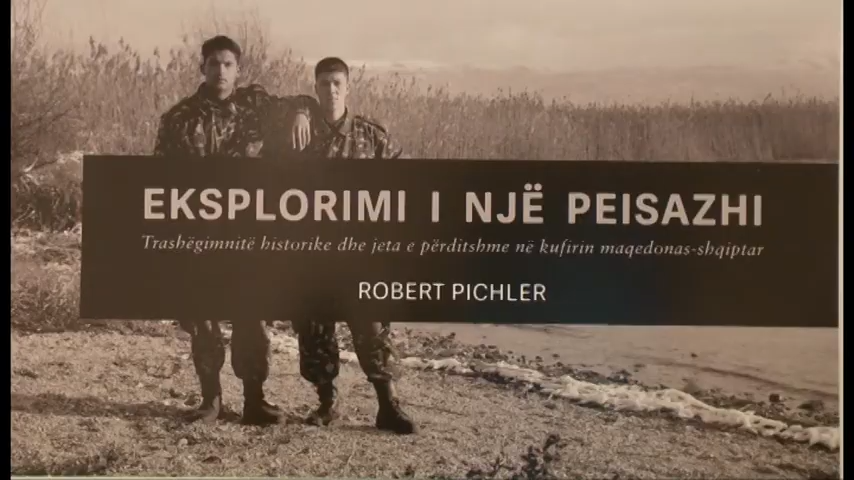 EKSPLORIMI I NJË PEISAZHI
Trashëgimnitë historike dhe jeta e përditshme në kufirin maqedonas-shqiptar
ROBERT PICHLER